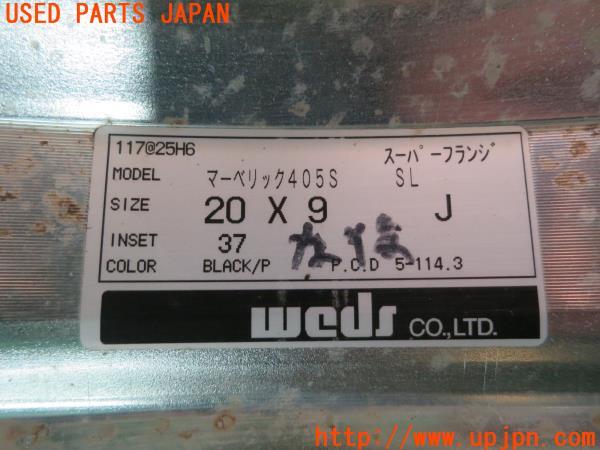 USED PARTS JAPAN
117@25H6 スーパーフランジ
MODEL マーベリック405S SL
SIZE 20 X 9 J
INSET 37
COLOR BLACK/P P.C.D 5-114.3
weds CO.,LTD.
http://www.upjpn.com/